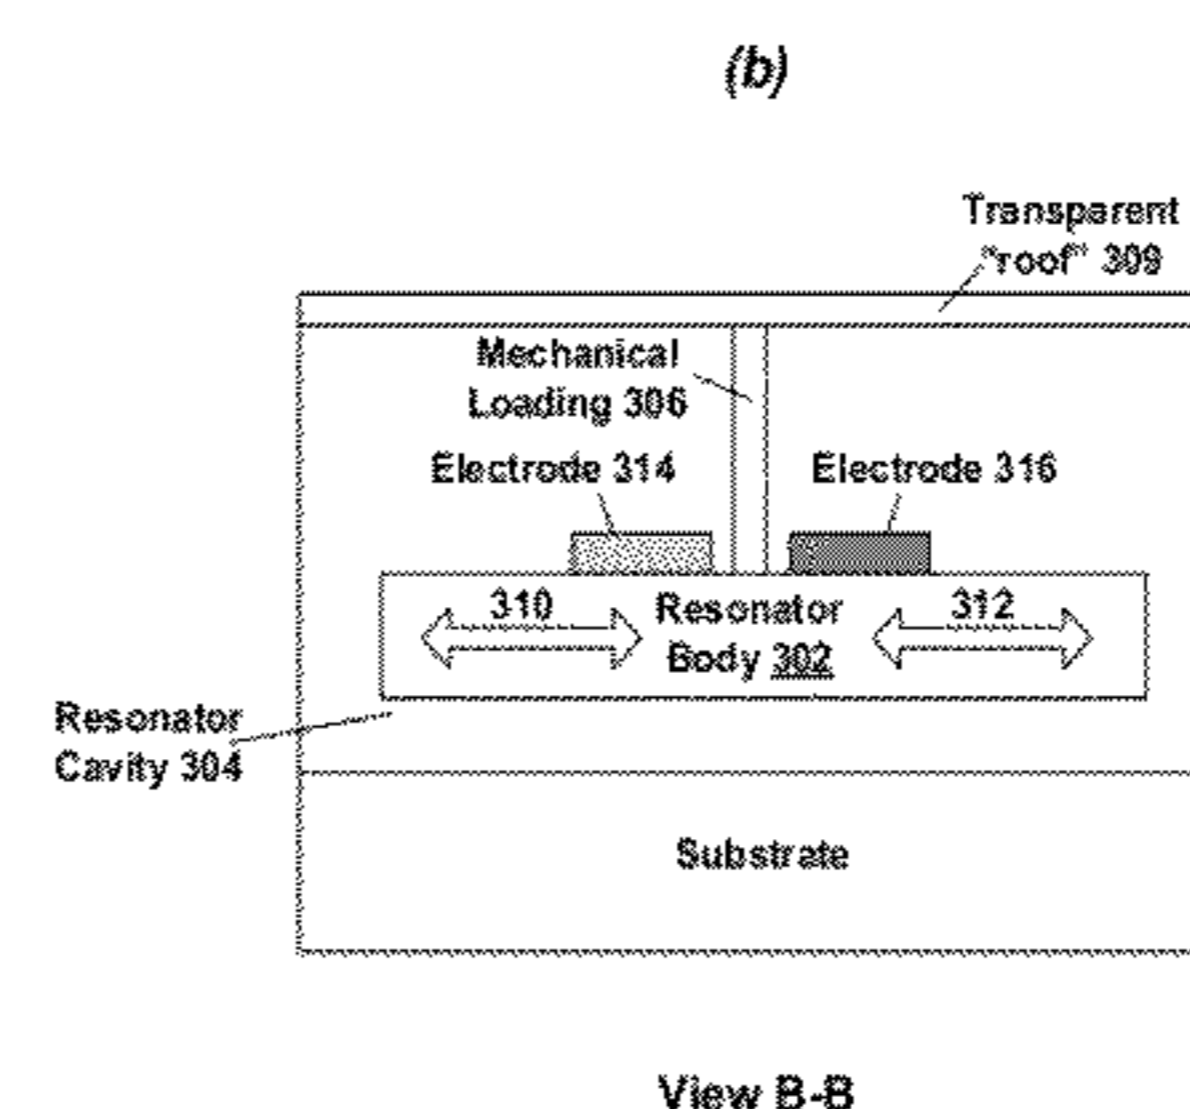 (b)
Transparent
"roof" 309
Mechanical
Loading 306
Electrode 314
Electrode 316
310
Resonator
Body 302
312
Resonator
Cavity 304
Substrate
View B-B